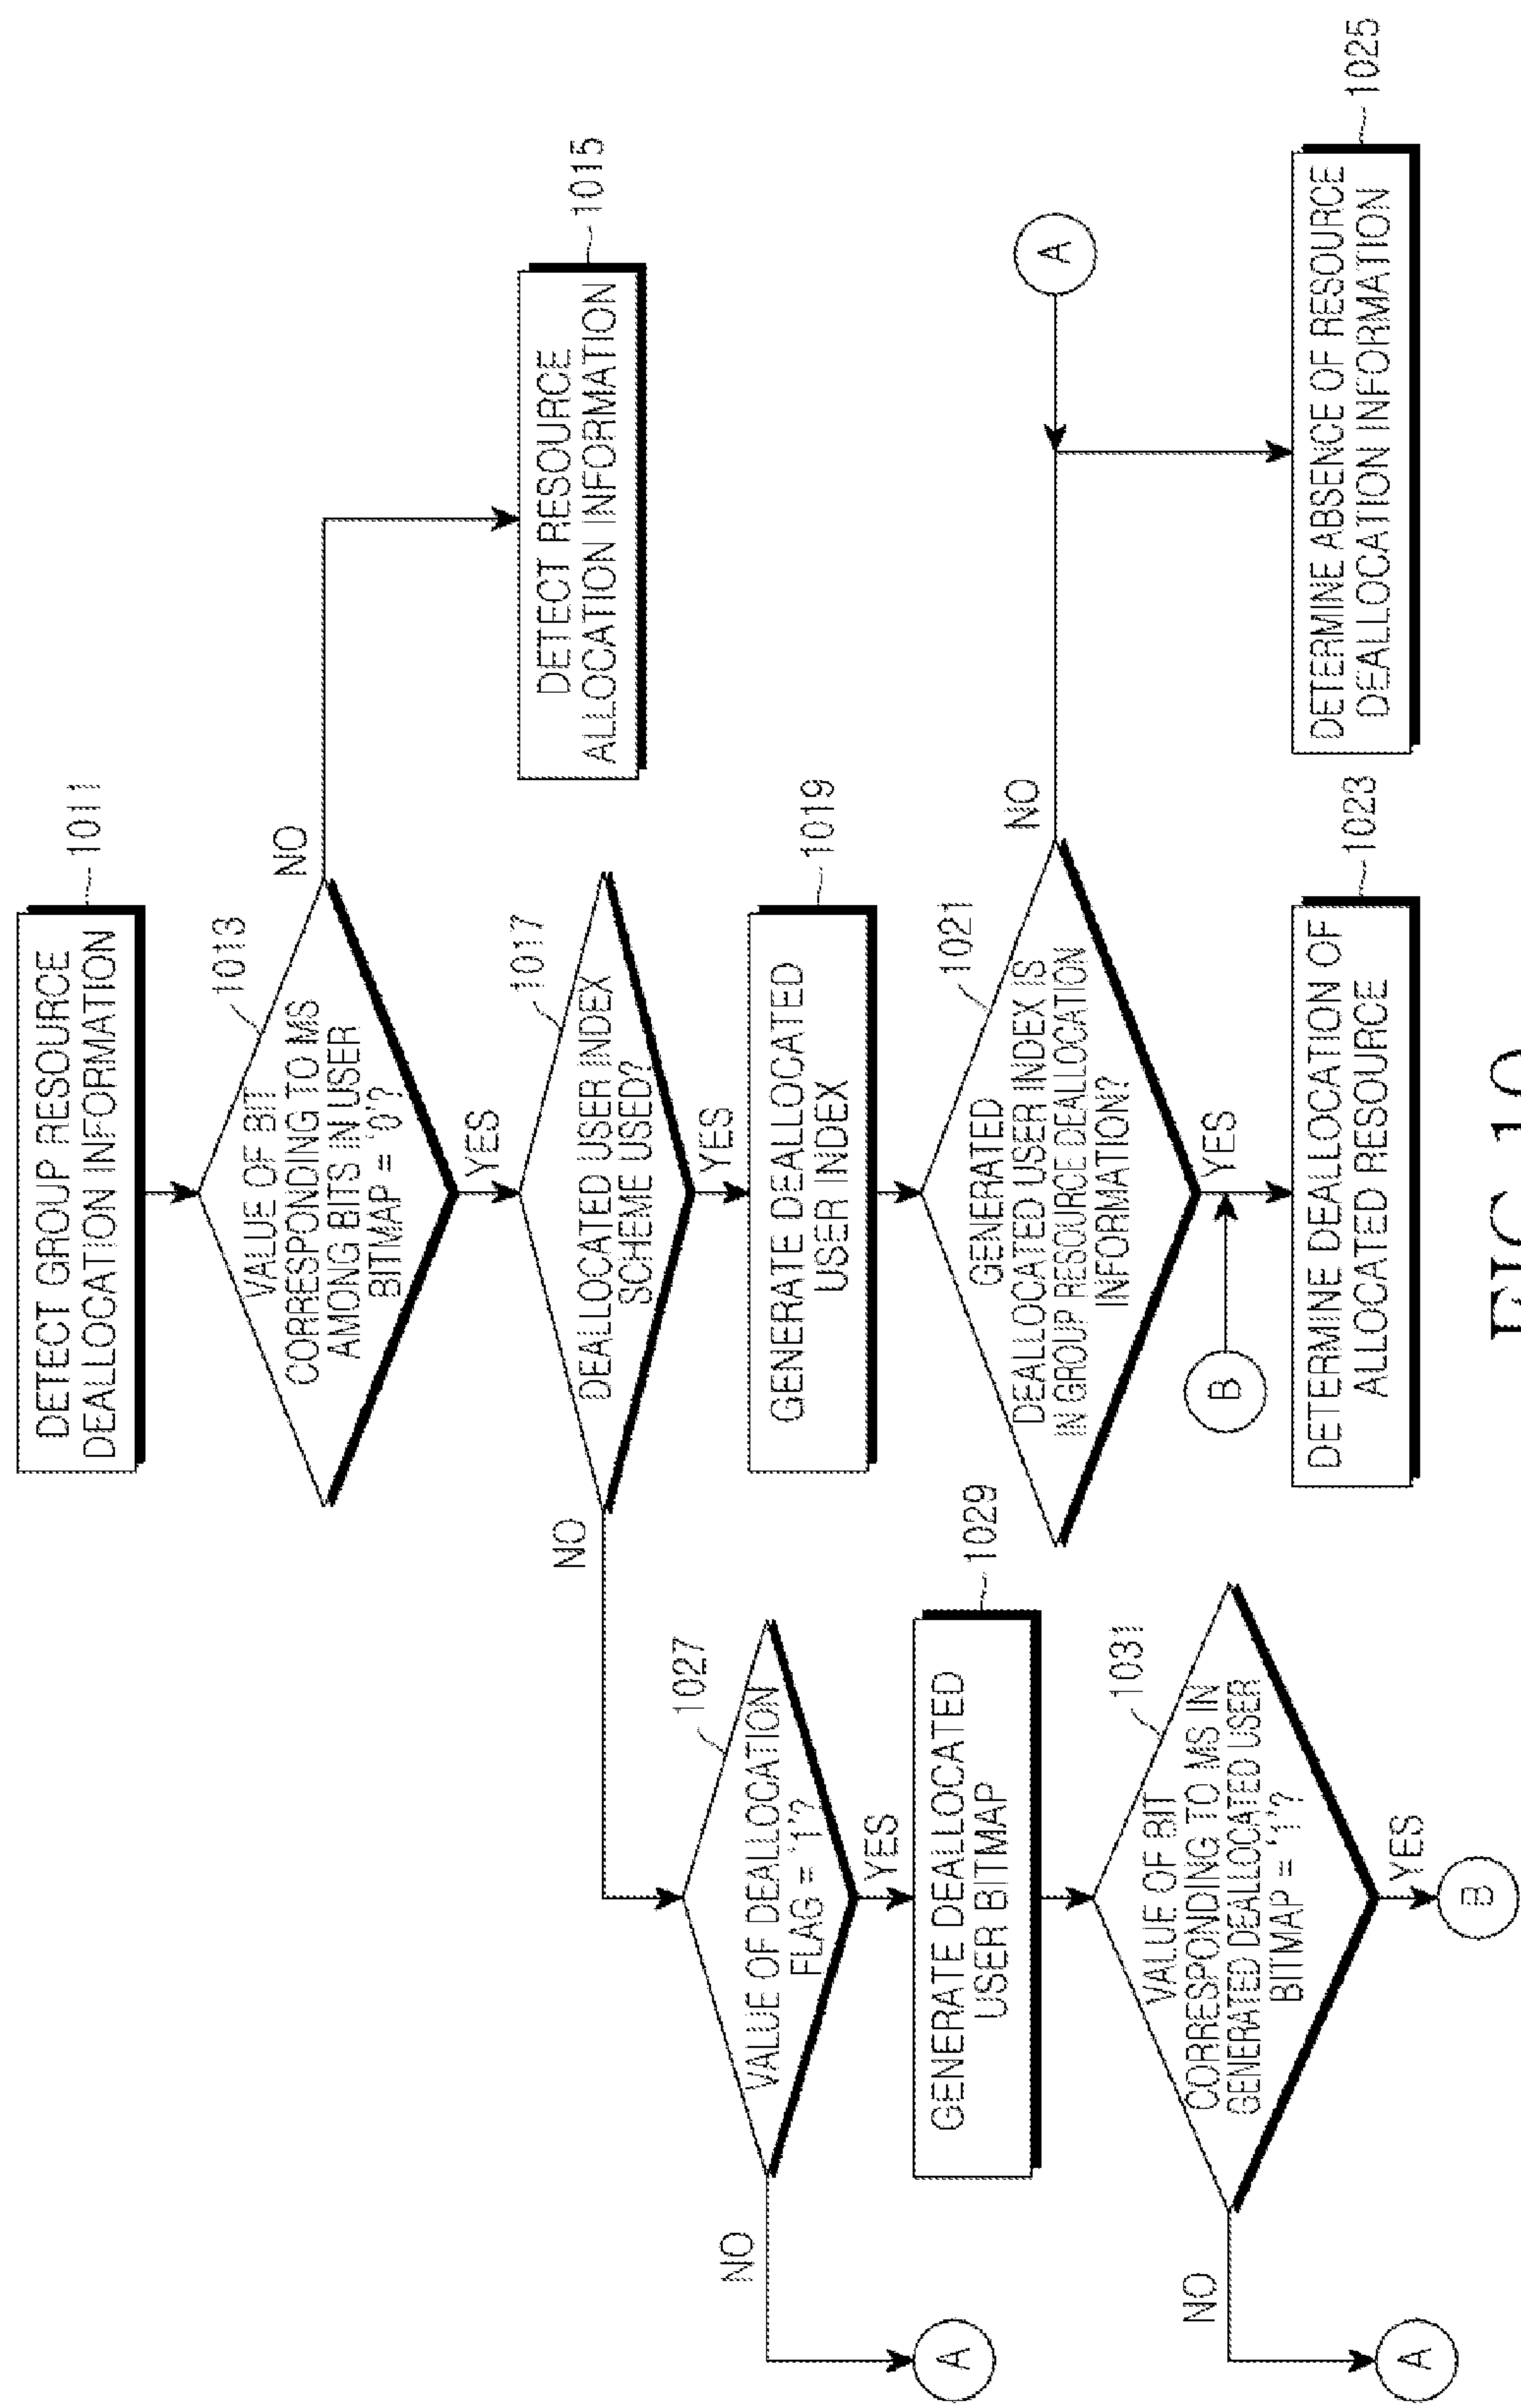 DETECT GROUP RESOURCE
DEALLOCATION INFORMATION
1011
VALUE OF BIT
CORRESPONDING TO MS
AMONG BITS IN USER
BITMAP = '0'?
1013
NO
YES
DETECT RESOURCE
ALLOCATION INFORMATION
1015
DEALLOCATED USER INDEX
SCHEME USED?
1017
NO
YES
GENERATE DEALLOCATED
USER INDEX
1019
GENERATED
DEALLOCATED USER INDEX IS
IN GROUP RESOURCE DEALLOCATION
INFORMATION?
1021
NO
YES
A
B
DETERMINE DEALLOCATION OF
ALLOCATED RESOURCE
1023
DETERMINE ABSENCE OF RESOURCE
DEALLOCATION INFORMATION
1025
VALUE OF DEALLOCATION
FLAG = '1'?
1027
NO
YES
A
GENERATE DEALLOCATED
USER BITMAP
1029
VALUE OF BIT
CORRESPONDING TO MS IN
GENERATED DEALLOCATED USER
BITMAP = '1'?
1031
NO
YES
A
B